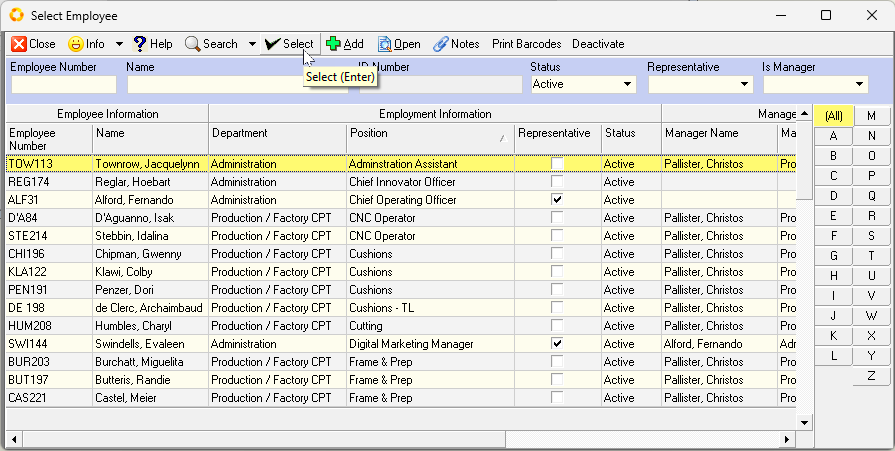 Select Employee
Close Info Help Search Select Add Open Notes Print Barcodes Deactivate
Employee Number Name ID Number Status Representative Is Manager
Select (Enter)
Active
Employee Information Employment Information Manage
Employee Number Name Department Position Representative Status Manager Name Ma
TOW113 Townrow, Jacquelynn Administration Adminstration Assistant Active Pallister, Christos Pro
REG174 Reglar, Hoebart Administration Chief Innovator Officer Active
ALF31 Alford, Fernando Administration Chief Operating Officer Active
D'A84 D'Aguanno, Isak Production / Factory CPT CNC Operator Active Pallister, Christos Pro
STE214 Stebbin, Idalina Production / Factory CPT CNC Operator Active Pallister, Christos Pro
CHI196 Chipman, Gwenny Production / Factory CPT Cushions Active Pallister, Christos Pro
KLA122 Klawi, Colby Production / Factory CPT Cushions Active Pallister, Christos Pro
PEN191 Penzer, Dori Production / Factory CPT Cushions Active Pallister, Christos Pro
DE 198 de Clerc, Archaimbaud Production / Factory CPT Cushions - TL Active Pallister, Christos Pro
HUM208 Humbles, Charyl Production / Factory CPT Cutting Active Pallister, Christos Pro
SWI144 Swindells, Evaleen Administration Digital Marketing Manager Active Alford, Fernando Adr
BUR203 Burchatt, Miguelita Production / Factory CPT Frame & Prep Active Pallister, Christos Pro
BUT197 Butteris, Randie Production / Factory CPT Frame & Prep Active Pallister, Christos Pro
CAS221 Castel, Meier Production / Factory CPT Frame & Prep Active Pallister, Christos Pro
(All) M
A N
B O
C P
D Q
E R
F S
G T
H U
I V
J W
K X
L Y
Z